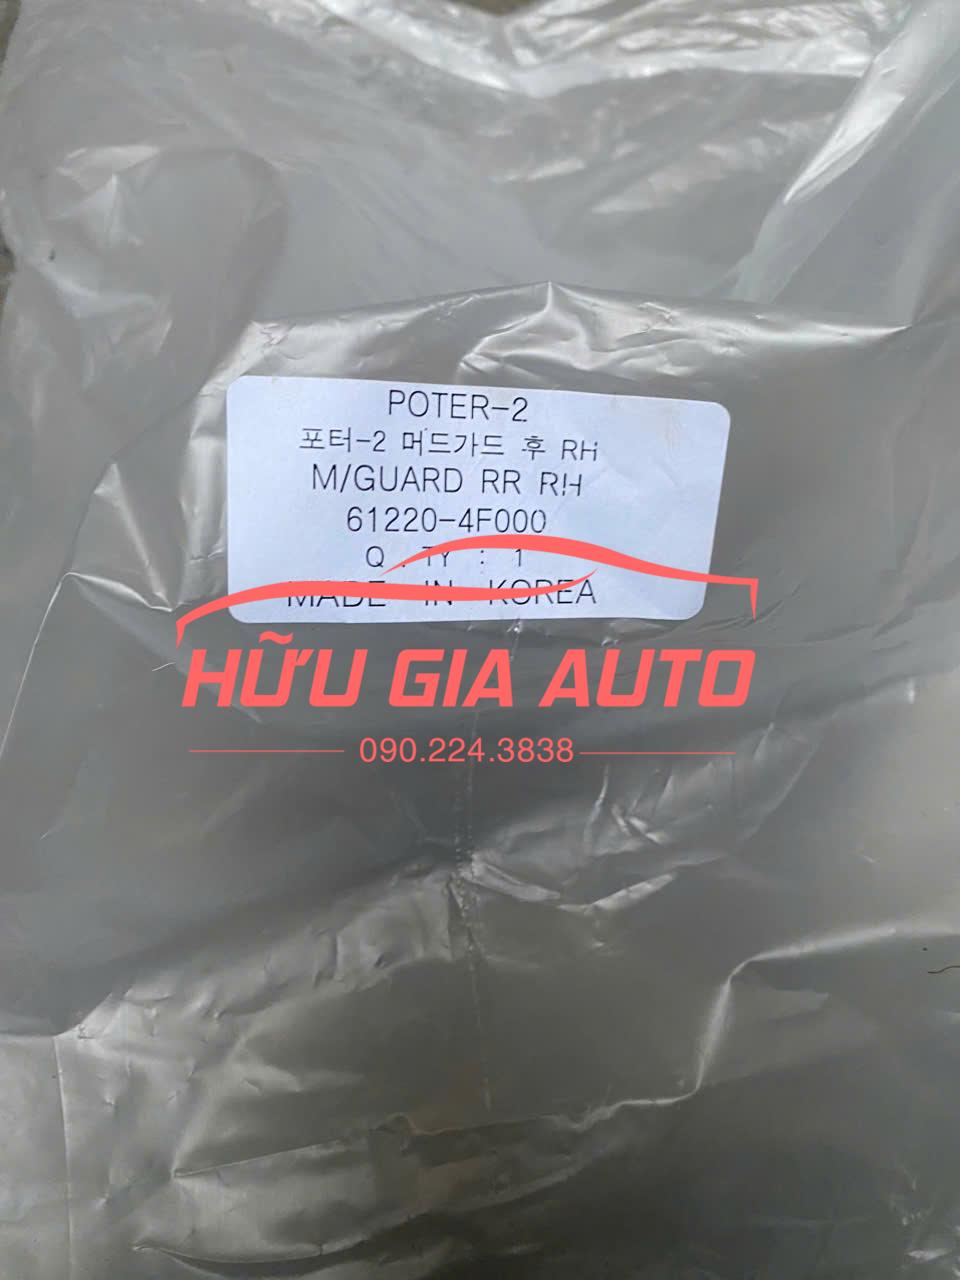 POTER-2
포터-2 머드가드 후 RH
M/GUARD RR RH
61220-4F000
Q . TY : 1
MADE IN KOREA
HỮU GIA AUTO
090.224.3838